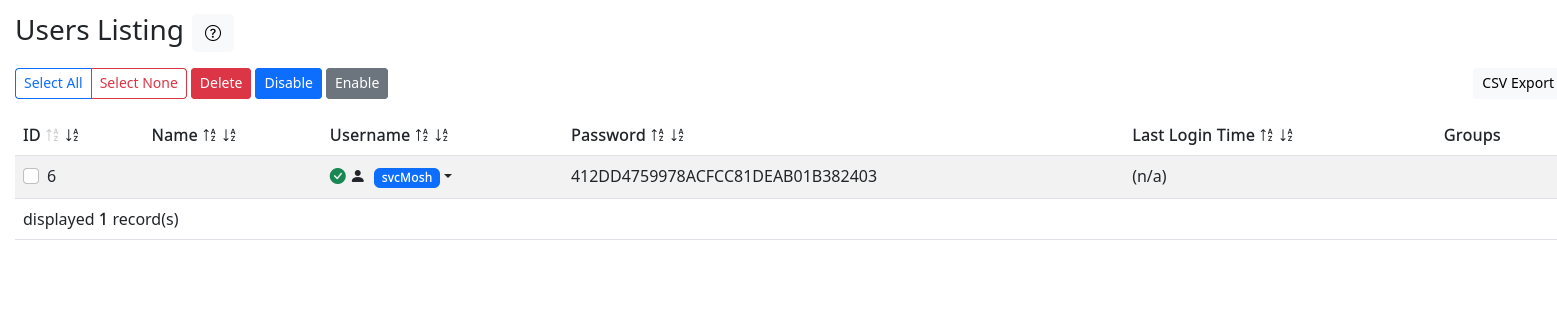 Users Listing
Select All Select None Delete Disable Enable CSV Export
ID Name Username Password Last Login Time Groups
6 svcMosh 412DD4759978ACFCC81DEAB01B382403 (n/a)
displayed 1 record(s)